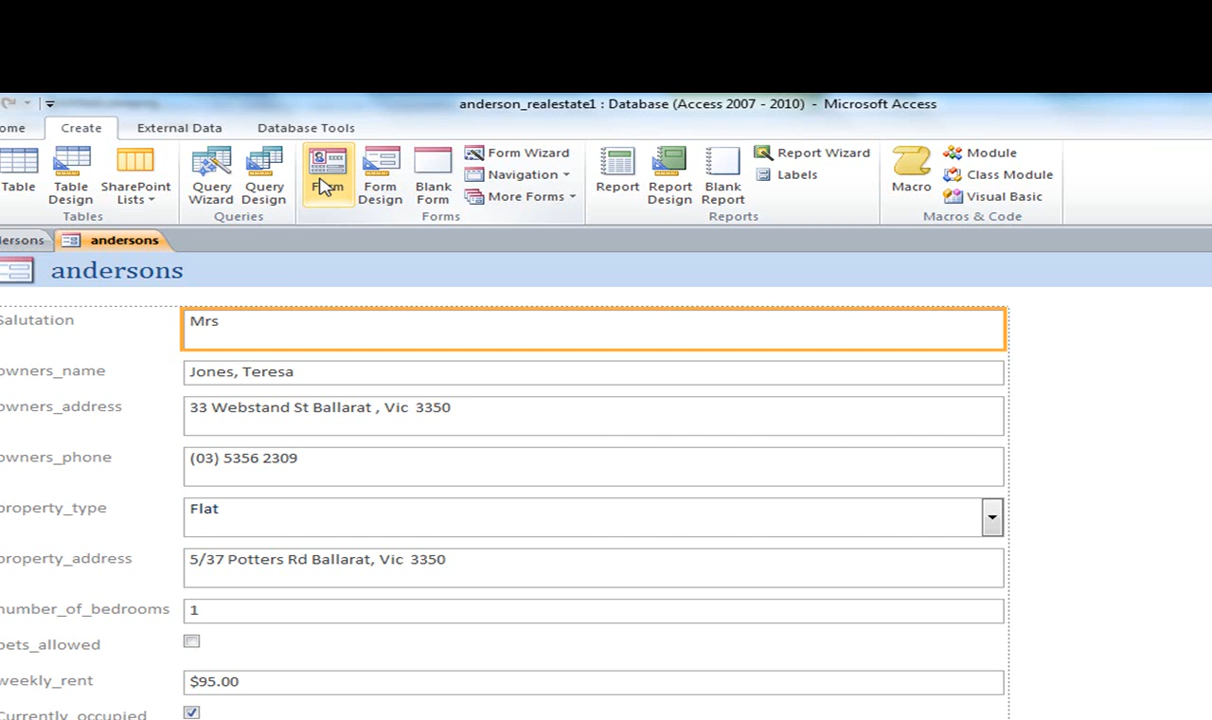 anderson_realestate1 : Database (Access 2007 - 2010) - Microsoft Access
ome Create External Data Database Tools
Table
Table Design
SharePoint Lists
Tables
Query Wizard
Query Design
Queries
Form
Form Design
Blank Form
Form Wizard
Navigation
More Forms
Forms
Report
Report Design
Blank Report
Report Wizard
Labels
Reports
Macro
Module
Class Module
Visual Basic
Macros & Code
dersons andersons
andersons
Salutation Mrs
owners_name Jones, Teresa
owners_address 33 Webstand St Ballarat , Vic 3350
owners_phone (03) 5356 2309
property_type Flat
property_address 5/37 Potters Rd Ballarat, Vic 3350
number_of_bedrooms 1
pets_allowed
weekly_rent $95.00
Currently_occupied